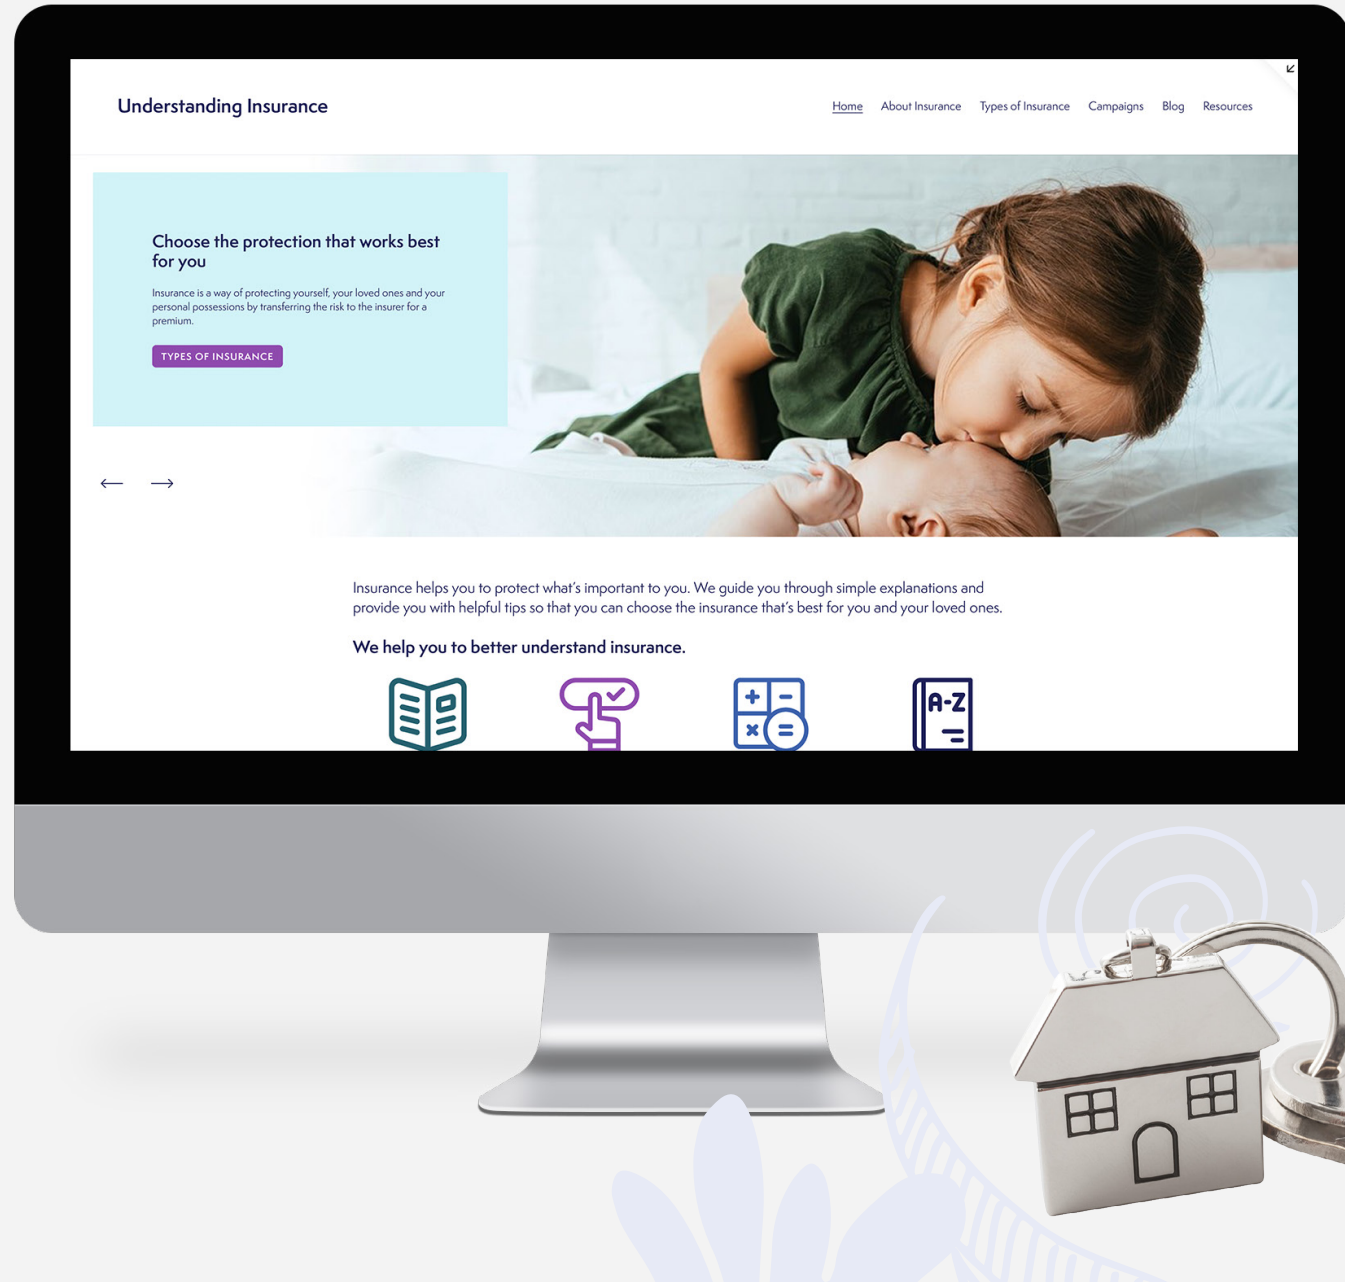 Understanding Insurance
Home About Insurance Types of Insurance Campaigns Blog Resources
Choose the protection that works best
for you
Insurance is a way of protecting yourself, your loved ones and your
personal possessions by transferring the risk to the insurer for a
premium.
TYPES OF INSURANCE
Insurance helps you to protect what's important to you. We guide you through simple explanations and
provide you with helpful tips so that you can choose the insurance that's best for you and your loved ones.
We help you to better understand insurance.
A-Z